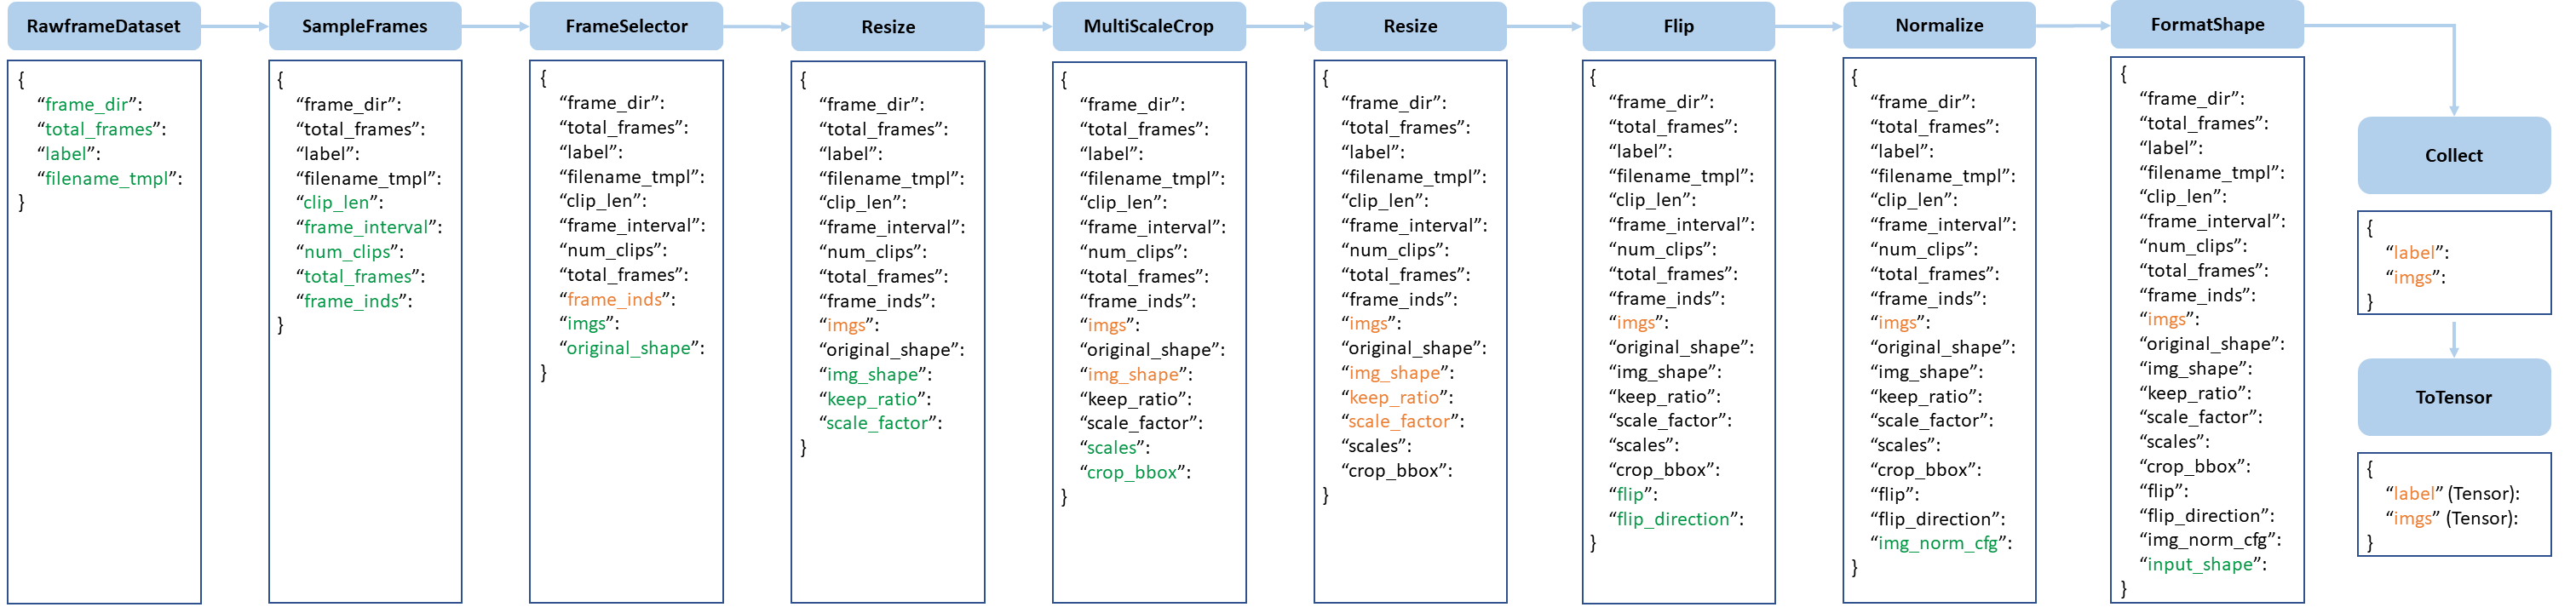 RawframeDataset
{
“frame_dir”:
“total_frames”:
“label”:
“filename_tmpl”:
}
SampleFrames
{
“frame_dir”:
“total_frames”:
“label”:
“filename_tmpl”:
“clip_len”:
“frame_interval”:
“num_clips”:
“total_frames”:
“frame_inds”:
}
FrameSelector
{
“frame_dir”:
“total_frames”:
“label”:
“filename_tmpl”:
“clip_len”:
“frame_interval”:
“num_clips”:
“total_frames”:
“frame_inds”:
“imgs”:
“original_shape”:
}
Resize
{
“frame_dir”:
“total_frames”:
“label”:
“filename_tmpl”:
“clip_len”:
“frame_interval”:
“num_clips”:
“total_frames”:
“frame_inds”:
“imgs”:
“original_shape”:
“img_shape”:
“keep_ratio”:
“scale_factor”:
}
MultiScaleCrop
{
“frame_dir”:
“total_frames”:
“label”:
“filename_tmpl”:
“clip_len”:
“frame_interval”:
“num_clips”:
“total_frames”:
“frame_inds”:
“imgs”:
“original_shape”:
“img_shape”:
“keep_ratio”:
“scale_factor”:
“scales”:
“crop_bbox”:
}
Resize
{
“frame_dir”:
“total_frames”:
“label”:
“filename_tmpl”:
“clip_len”:
“frame_interval”:
“num_clips”:
“total_frames”:
“frame_inds”:
“imgs”:
“original_shape”:
“img_shape”:
“keep_ratio”:
“scale_factor”:
“scales”:
“crop_bbox”:
}
Flip
{
“frame_dir”:
“total_frames”:
“label”:
“filename_tmpl”:
“clip_len”:
“frame_interval”:
“num_clips”:
“total_frames”:
“frame_inds”:
“imgs”:
“original_shape”:
“img_shape”:
“keep_ratio”:
“scale_factor”:
“scales”:
“crop_bbox”:
“flip”:
“flip_direction”:
}
Normalize
{
“frame_dir”:
“total_frames”:
“label”:
“filename_tmpl”:
“clip_len”:
“frame_interval”:
“num_clips”:
“total_frames”:
“frame_inds”:
“imgs”:
“original_shape”:
“img_shape”:
“keep_ratio”:
“scale_factor”:
“scales”:
“crop_bbox”:
“flip”:
“flip_direction”:
“img_norm_cfg”:
}
FormatShape
{
“frame_dir”:
“total_frames”:
“label”:
“filename_tmpl”:
“clip_len”:
“frame_interval”:
“num_clips”:
“total_frames”:
“frame_inds”:
“imgs”:
“original_shape”:
“img_shape”:
“keep_ratio”:
“scale_factor”:
“scales”:
“crop_bbox”:
“flip”:
“flip_direction”:
“img_norm_cfg”:
“input_shape”:
}
Collect
{
“label”:
“imgs”:
}
ToTensor
{
“label” (Tensor):
“imgs” (Tensor):
}